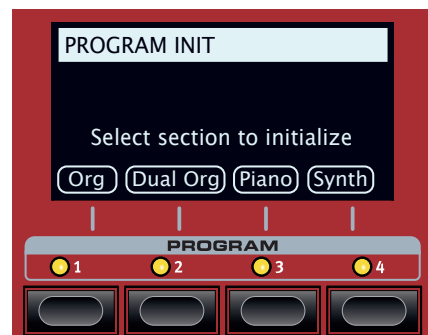 PROGRAM INIT
Select section to initialize
Org Dual Org Piano Synth
PROGRAM
1 2 3 4